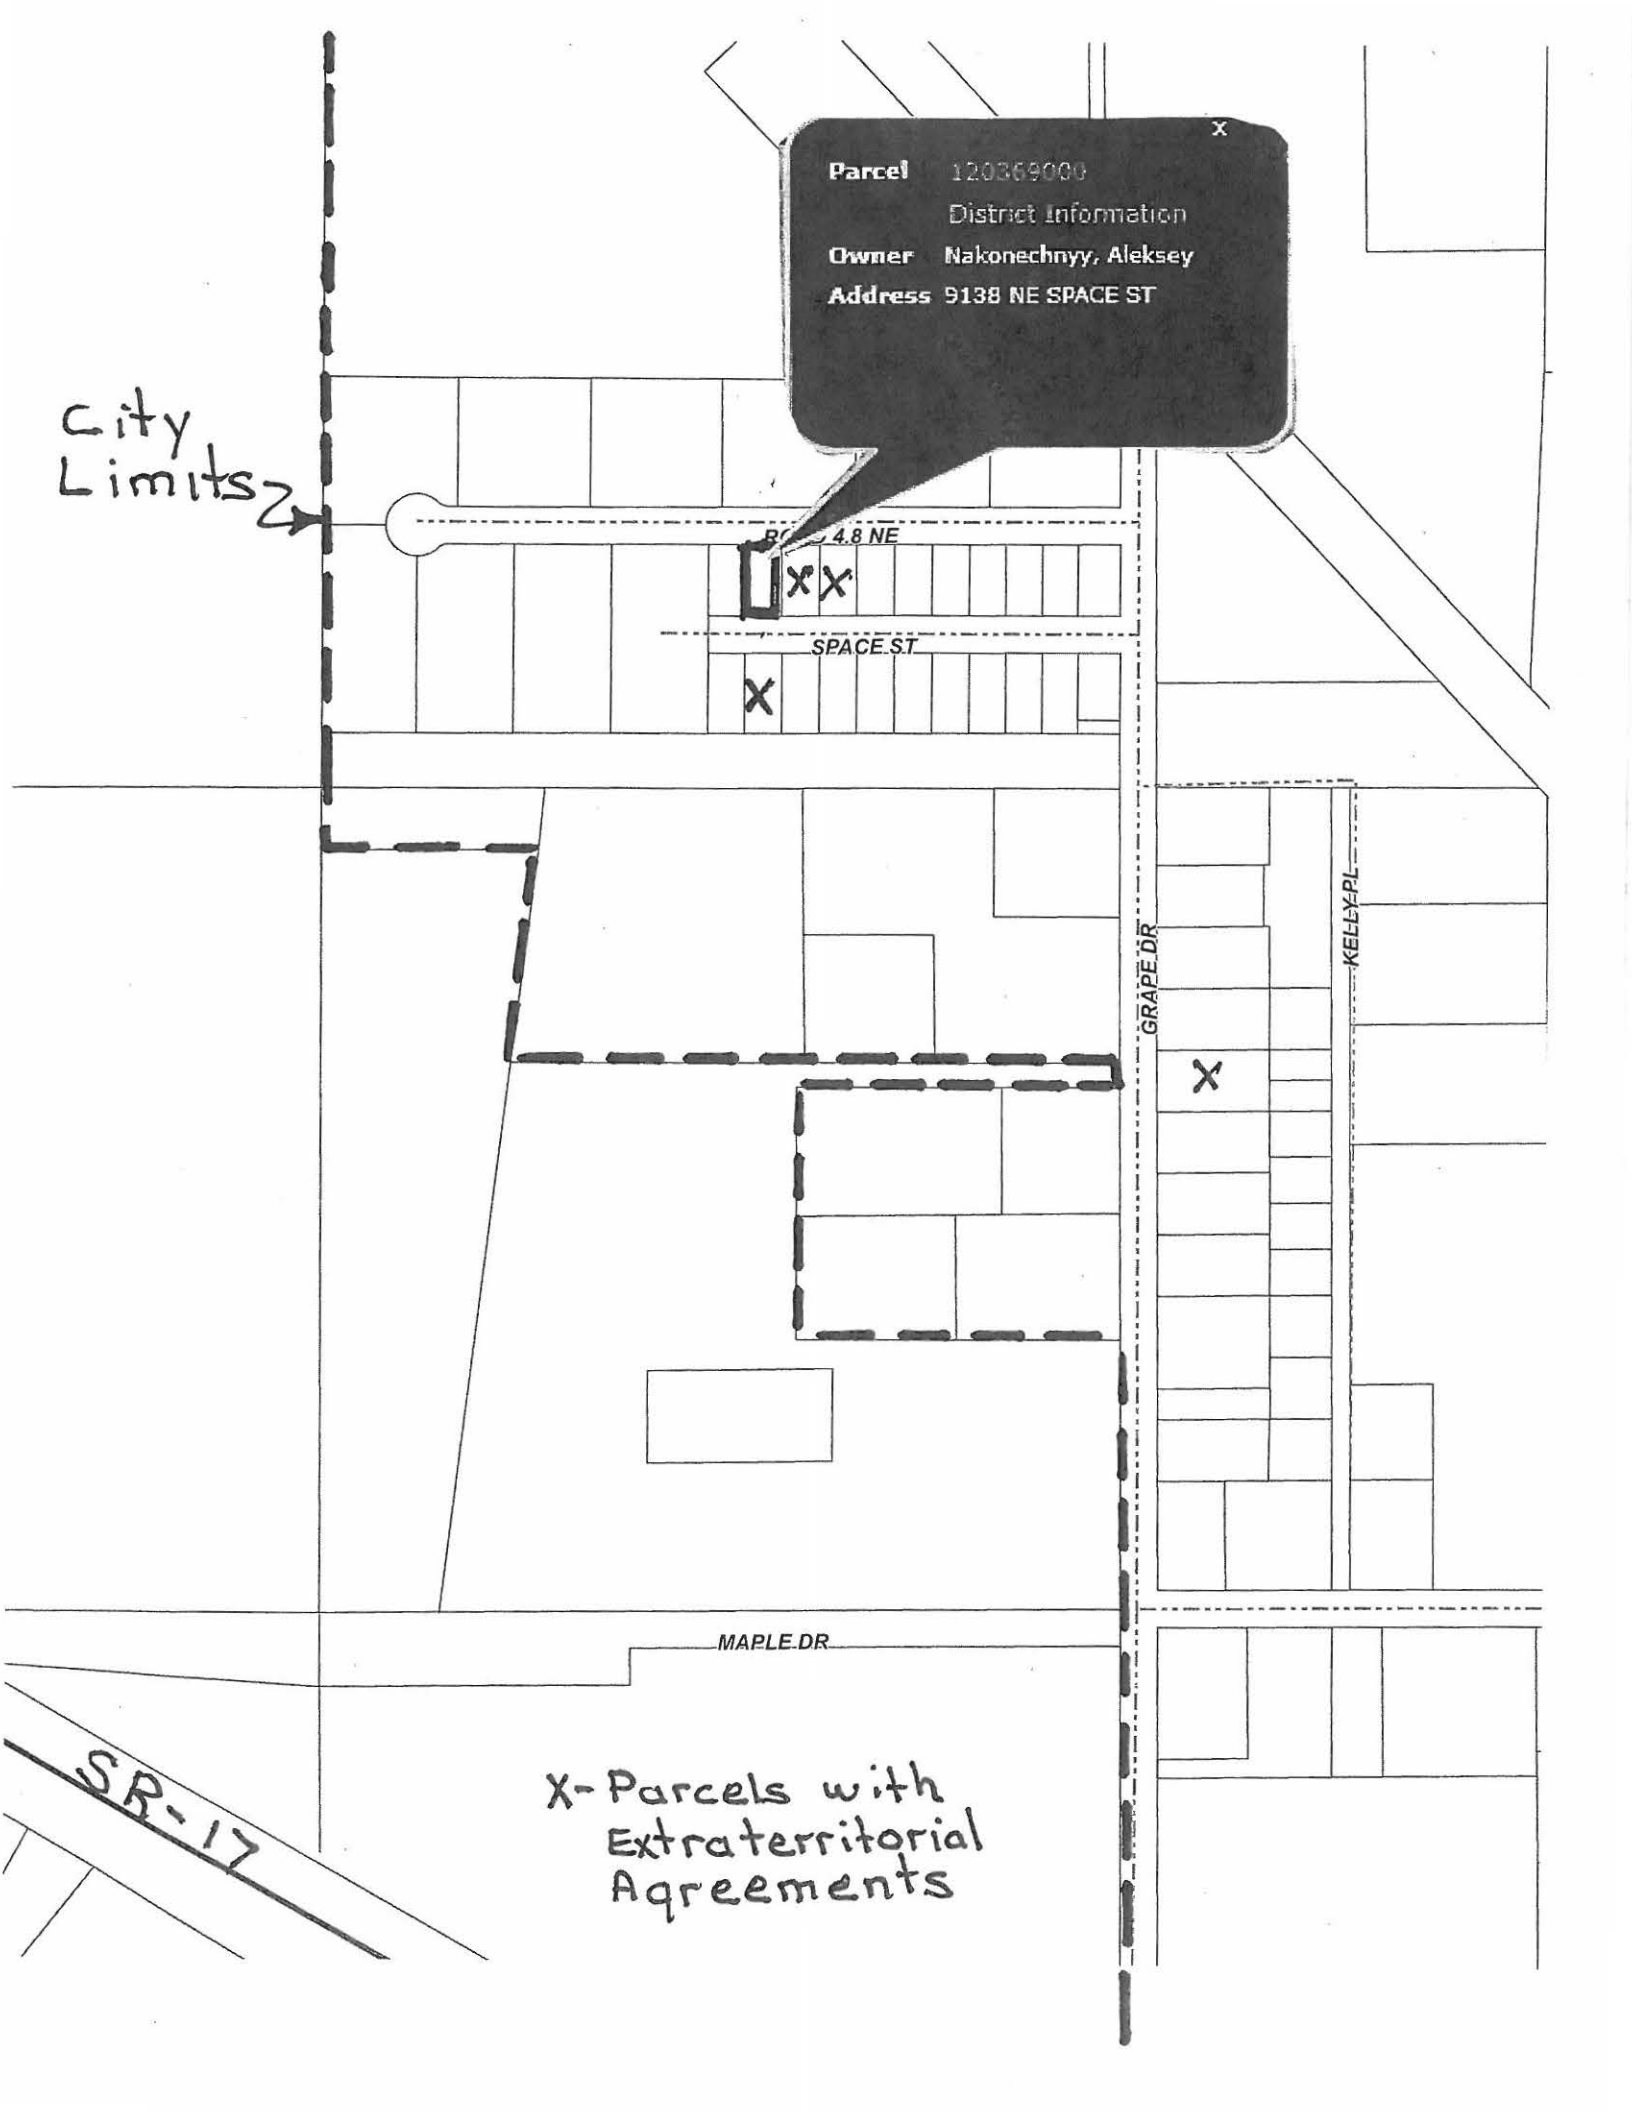 X
Parcel 120369000
District Information
Owner Nakonechnyy, Aleksey
Address 9138 NE SPACE ST
City
Limits
4.8 NE
X X
SPACE ST
X
GRAPE DR
KELLY PL
X
MAPLE DR
SR-17
X- Parcels with
Extraterritorial
Agreements